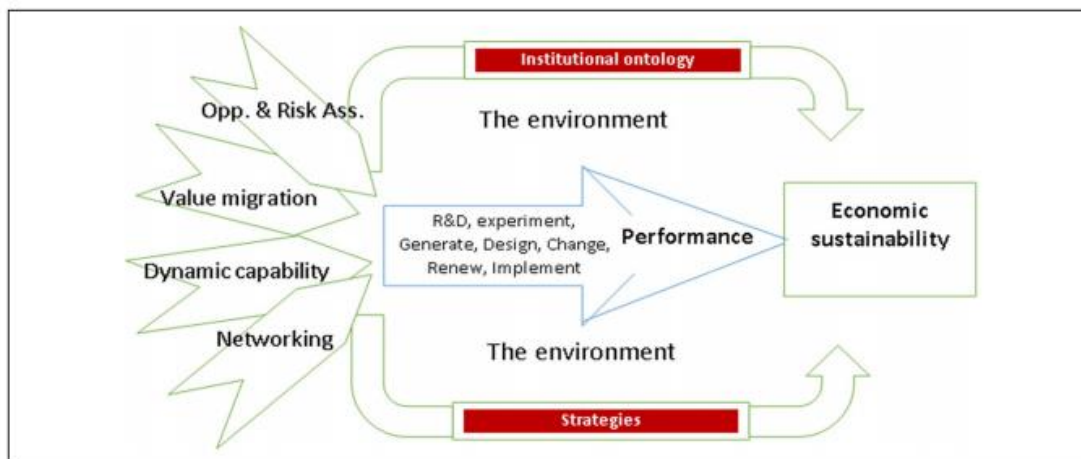 Institutional ontology
Opp. & Risk Ass.
The environment
Value migration
R&D, experiment,
Generate, Design, Change,
Renew, Implement
Performance
Economic
sustainability
Dynamic capability
Networking
The environment
Strategies